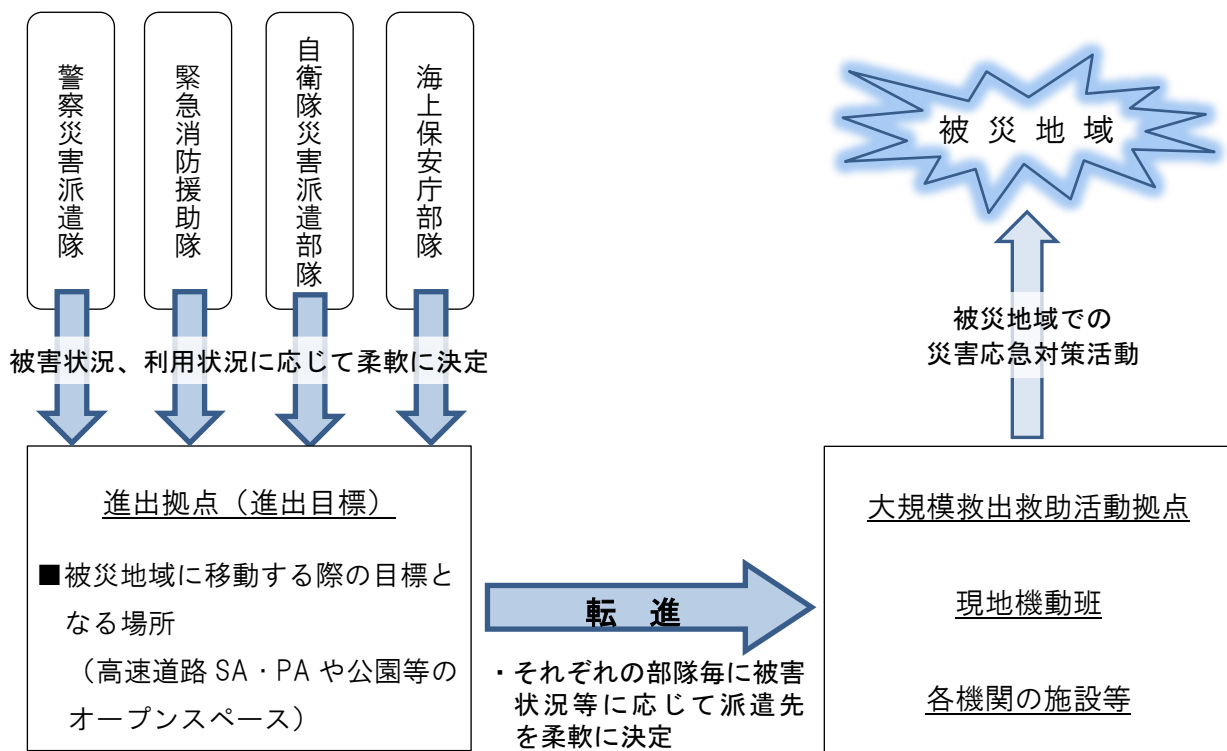 警察災害派遣隊
緊急消防援助隊
自衛隊災害派遣部隊
海上保安庁部隊
被災地域
被害状況、利用状況に応じて柔軟に決定
被災地域での
災害応急対策活動
進出拠点（進出目標）
■被災地域に移動する際の目標と
なる場所
（高速道路 SA・PA や公園等の
オープンスペース）
転 進
・それぞれの部隊毎に被害
状況等に応じて派遣先
を柔軟に決定
大規模救出救助活動拠点
現地機動班
各機関の施設等